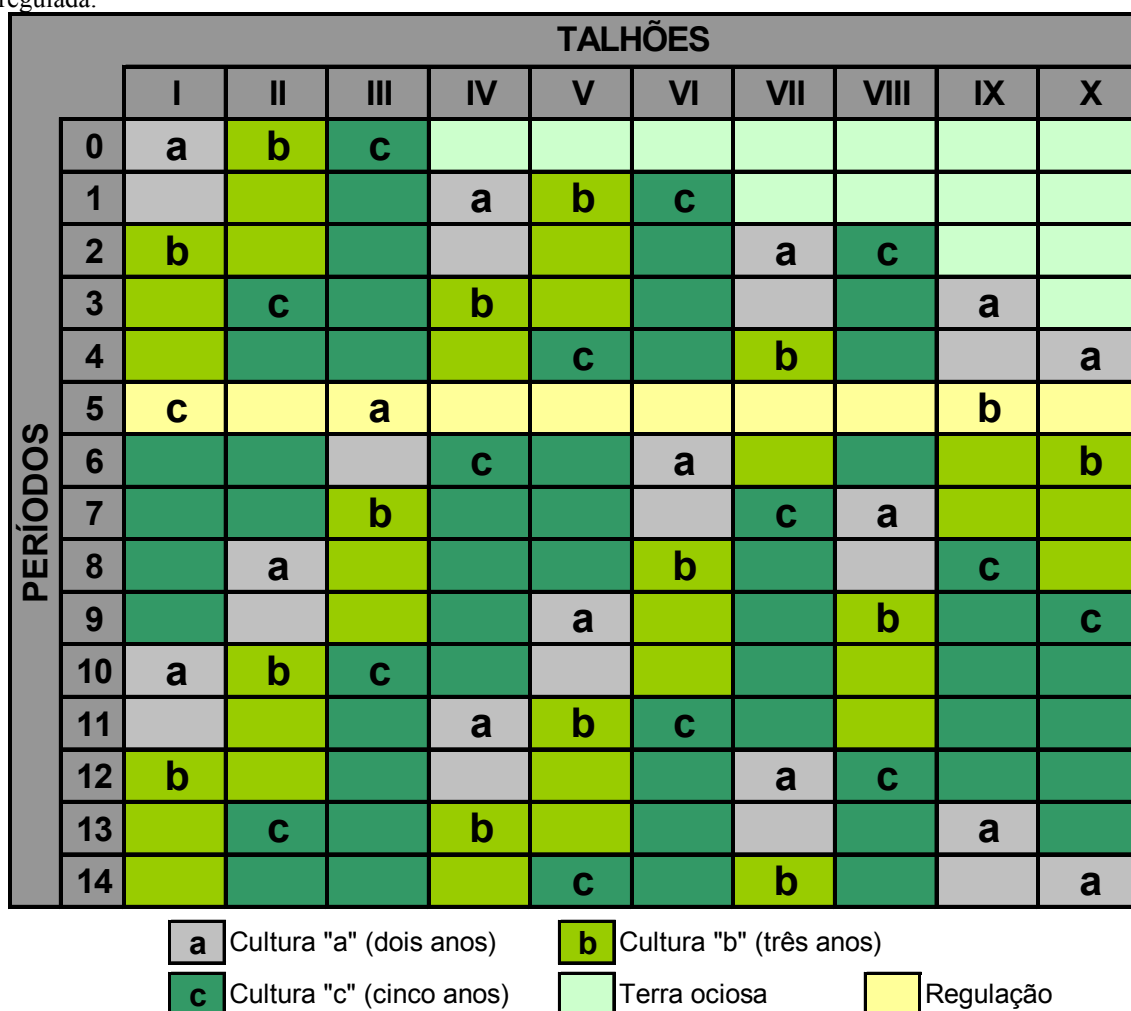 regulada.
TALHÕES
I II III IV V VI VII VIII IX X
PERÍODOS
0 a b c
1 a b c
2 b a c
3 c b a
4 c b a
5 c a b
6 c a b
7 b c a
8 a b c
9 a b c
10 a b c
11 a b c
12 b a c
13 c b a
14 c b a
a Cultura "a" (dois anos) b Cultura "b" (três anos)
c Cultura "c" (cinco anos) Terra ociosa Regulação